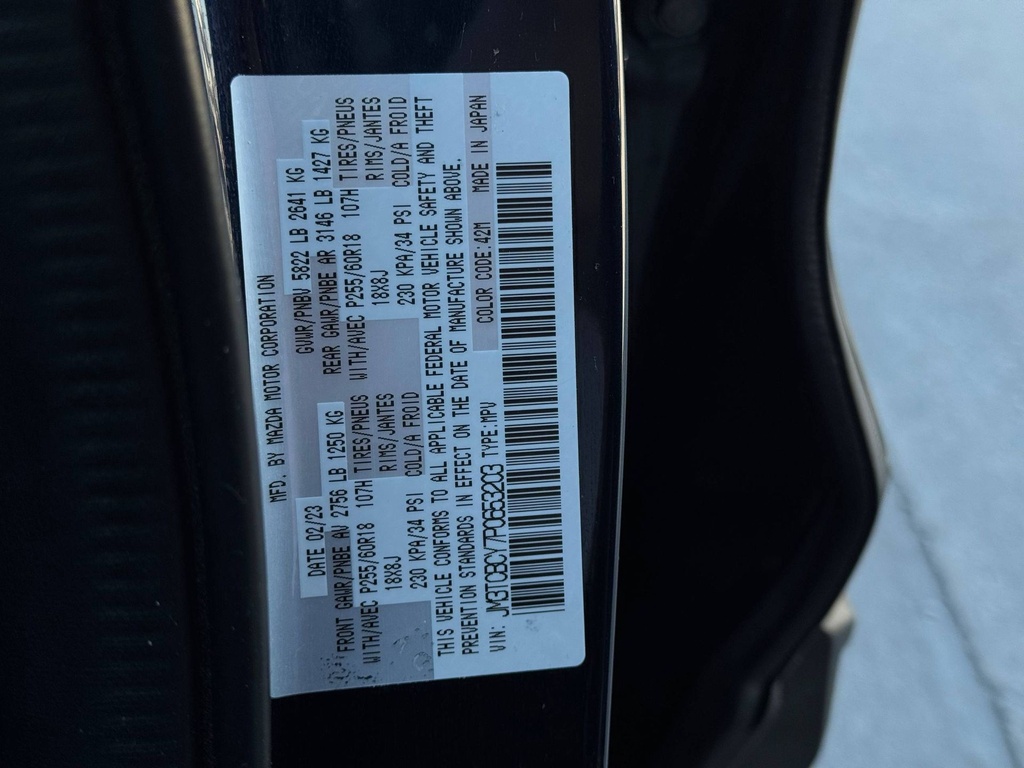 MFD. BY MAZDA MOTOR CORPORATION
DATE 02/23 GVWR/PNBV 5822 LB 2641 KG
FRONT GAWR/PNBE AV 2756 LB 1250 KG REAR GAWR/PNBE AR 3146 LB 1427 KG
WITH/AVEC P255/60R18 107H TIRES/PNEUS WITH/AVEC P255/60R18 107H TIRES/PNEUS
18X8J RIMS/JANTES 18X8J RIMS/JANTES
230 KPA/34 PSI COLD/A FROID 230 KPA/34 PSI COLD/A FROID
THIS VEHICLE CONFORMS TO ALL APPLICABLE FEDERAL MOTOR VEHICLE SAFETY AND THEFT
PREVENTION STANDARDS IN EFFECT ON THE DATE OF MANUFACTURE SHOWN ABOVE.
VIN: JM3TCBCY7P0653203 TYPE:MPV COLOR CODE:42M MADE IN JAPAN